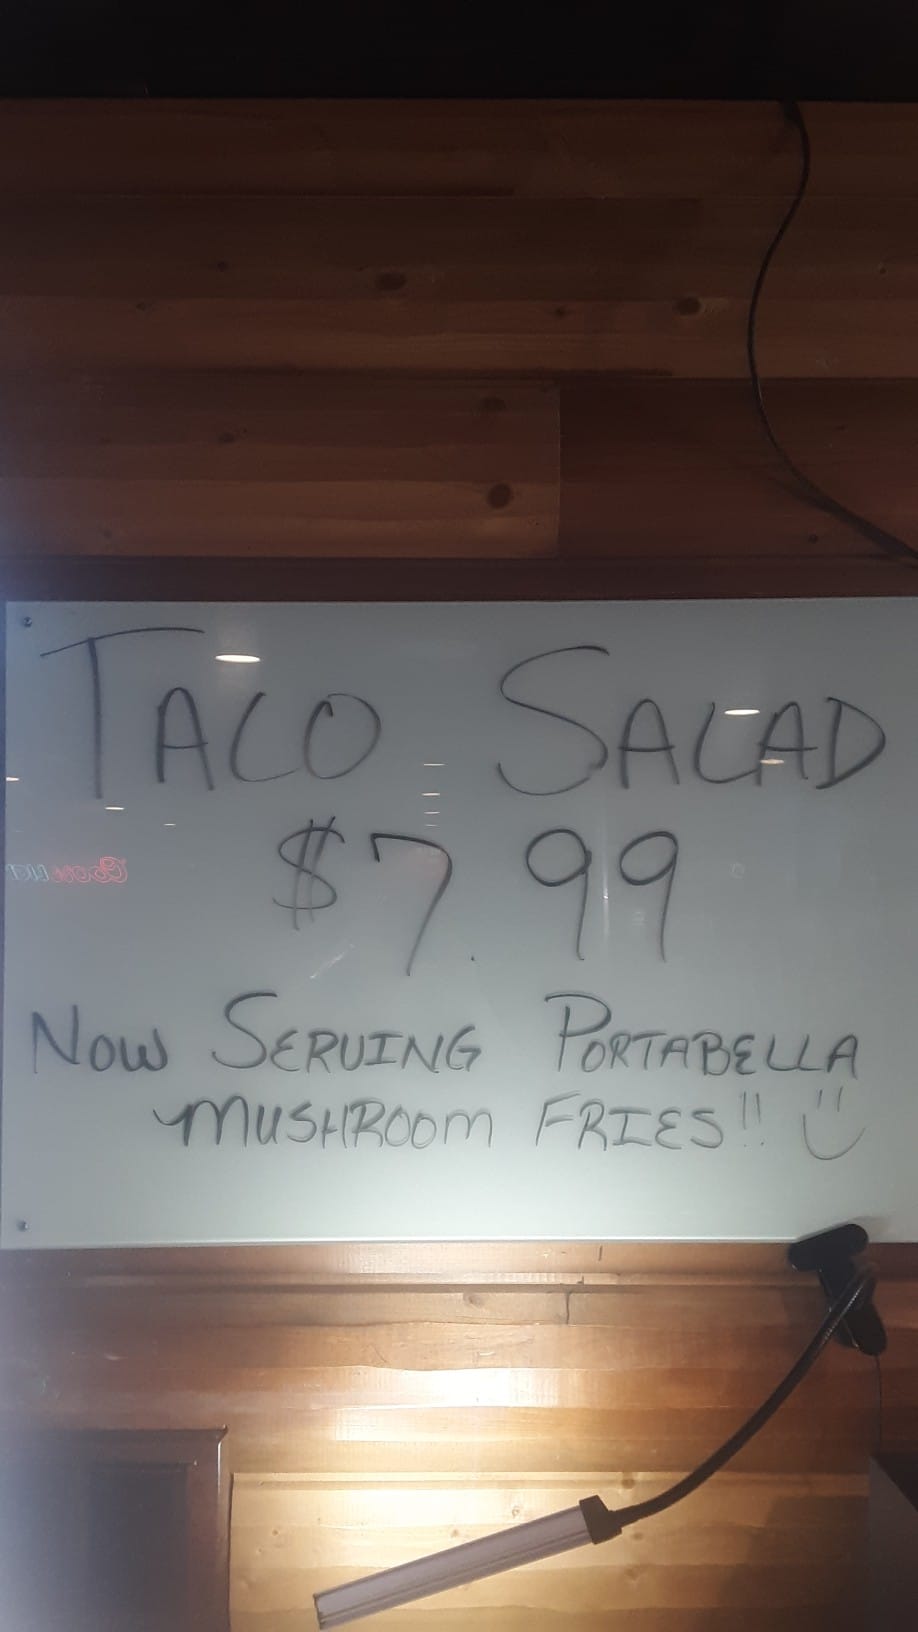 TACO SALAD
$7.99
NOW SERVING PORTABELLA
MUSHROOM FRIES!!